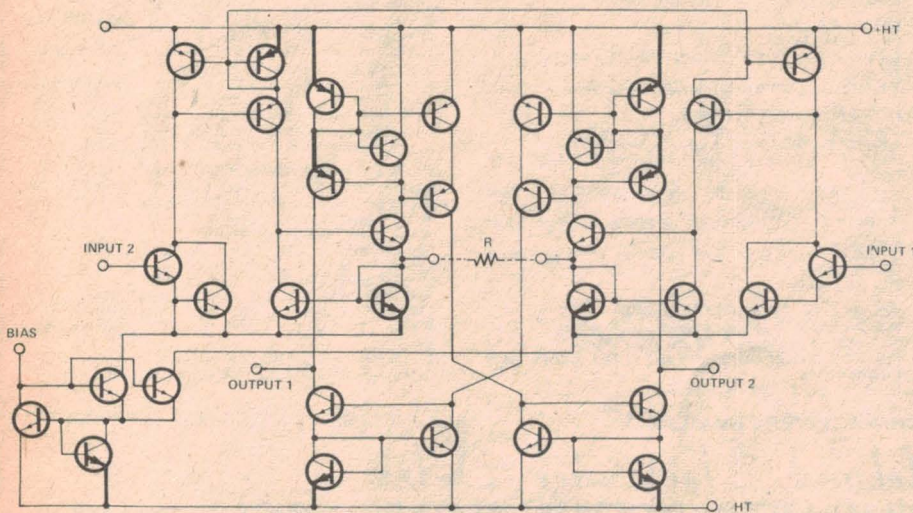 +HT
INPUT 2
R
INPUT 1
BIAS
OUTPUT 1
OUTPUT 2
HT